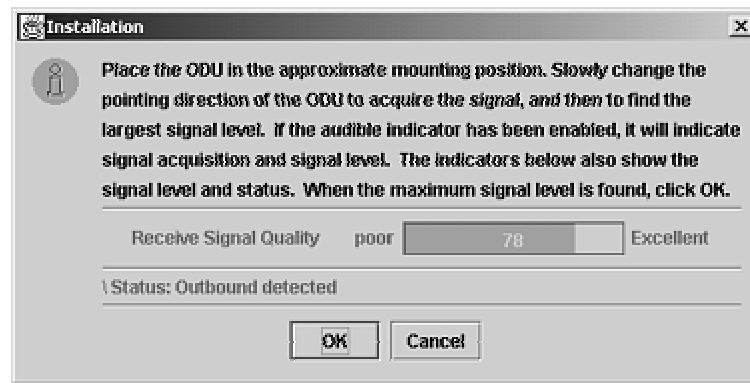 Installation
Place the ODU in the approximate mounting position. Slowly change the
pointing direction of the ODU to acquire the signal, and then to find the
largest signal level. If the audible indicator has been enabled, it will indicate
signal acquisition and signal level. The indicators below also show the
signal level and status. When the maximum signal level is found, click OK.
Receive Signal Quality poor 78 Excellent
\ Status: Outbound detected
OK Cancel